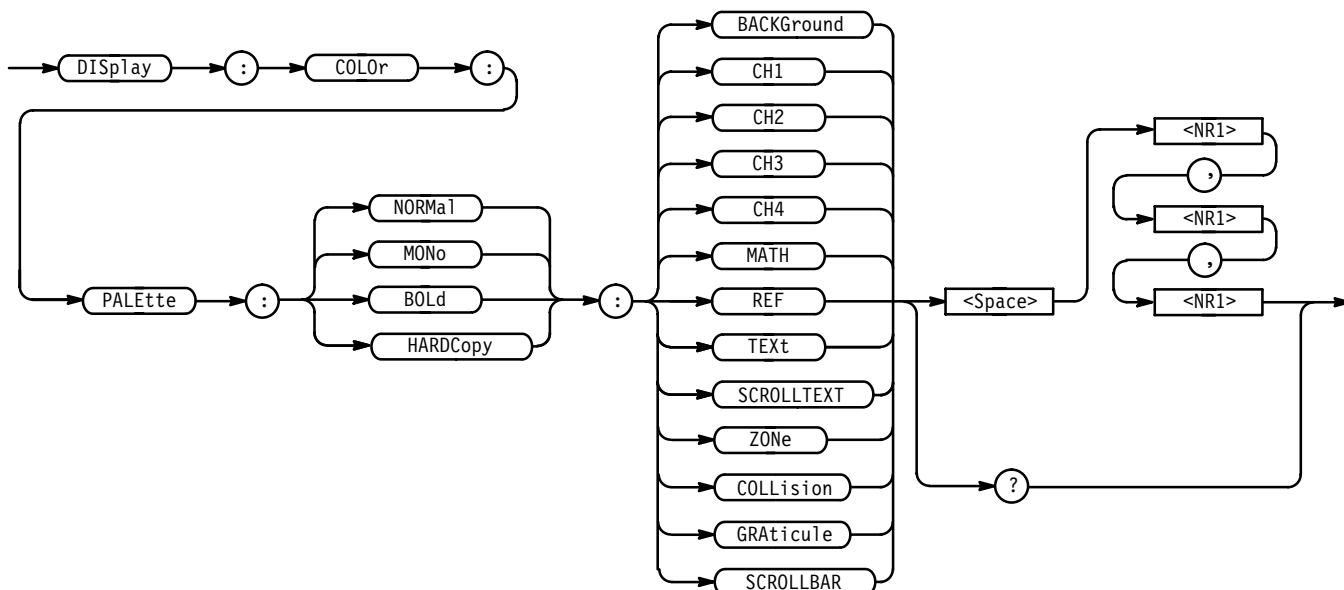 DISplay : COLOr :
PALEtte :
NORMal
MONo
BOLd
HARDCopy
:
BACKGround
CH1
CH2
CH3
CH4
MATH
REF
TEXt
SCROLLTEXT
ZONe
COLLision
GRAticule
SCROLLBAR
<Space>
<NR1>
,
<NR1>
,
<NR1>
?